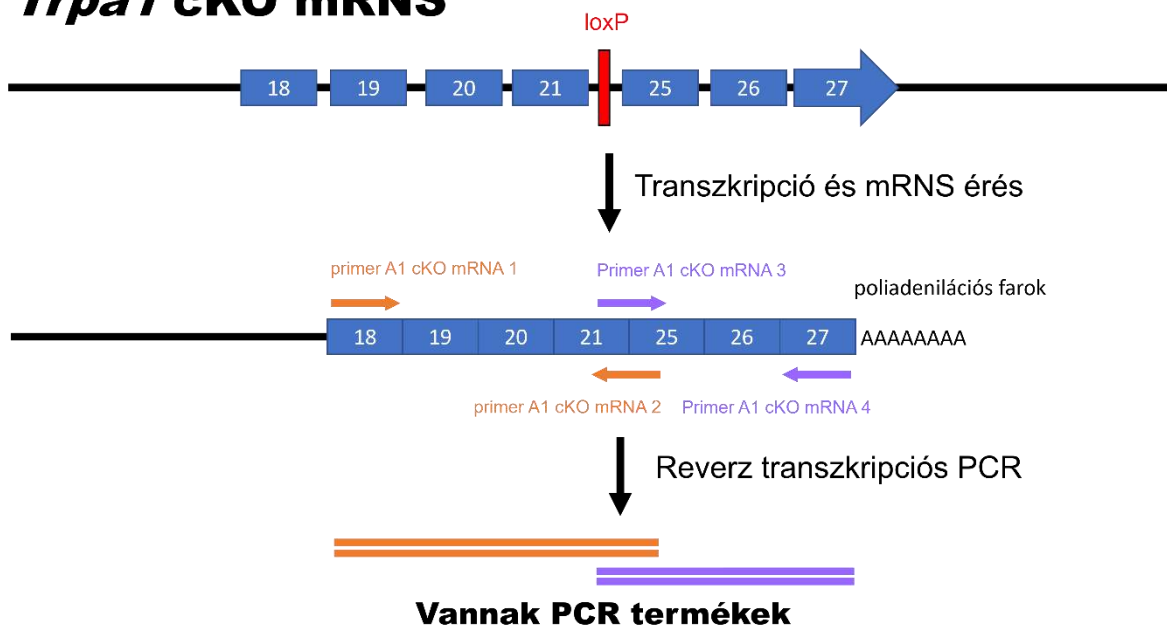 Trpa1 cKO mRNS
loxP
18 19 20 21 25 26 27
Transzkripció és mRNS érés
primer A1 cKO mRNA 1 Primer A1 cKO mRNA 3
poliadenilációs farok
18 19 20 21 25 26 27 AAAAAAAA
primer A1 cKO mRNA 2 Primer A1 cKO mRNA 4
Reverz transzkripciós PCR
Vannak PCR termékek